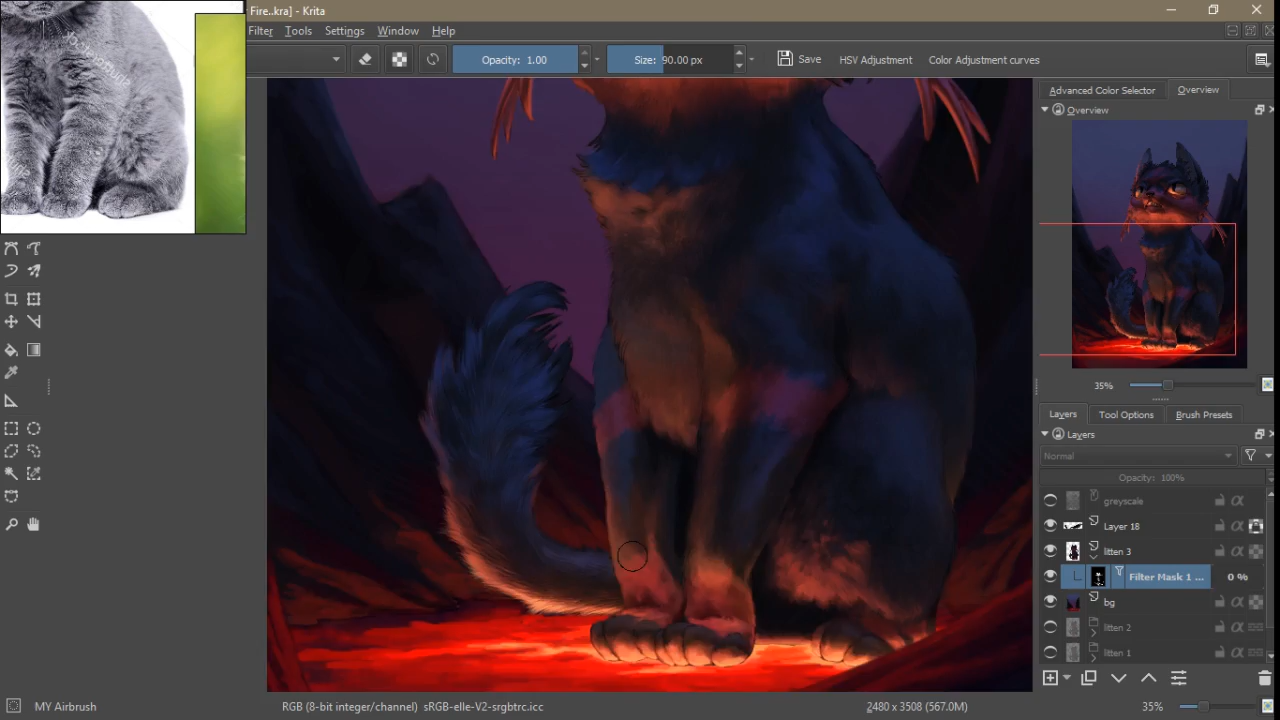 Fire..kra] - Krita
Filter Tools Settings Window Help
Opacity: 1.00
Size: 90.00 px
Save
HSV Adjustment
Color Adjustment curves
Advanced Color Selector
Overview
Overview
35%
Layers
Tool Options
Brush Presets
Layers
Normal
Opacity: 100%
greyscale
Layer 18
litten 3
Filter Mask 1 ... 0 %
bg
litten 2
litten 1
MY Airbrush
RGB (8-bit integer/channel) sRGB-elle-V2-srgbtrc.icc
2480 x 3508 (567.0M)
35%